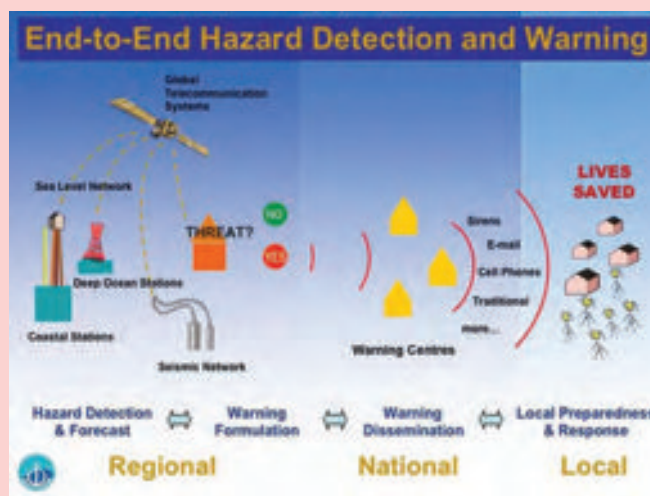 End-to-End Hazard Detection and Warning
Global
Telecommunication
Systems
Sea Level Network
THREAT?
NO
YES
Deep Ocean Stations
Coastal Stations
Seismic Network
Sirens
E-mail
Cell Phones
Traditional
more...
Warning Centres
LIVES
SAVED
Hazard Detection
& Forecast
Warning
Formulation
Warning
Dissemination
Local Preparedness
& Response
Regional
National
Local